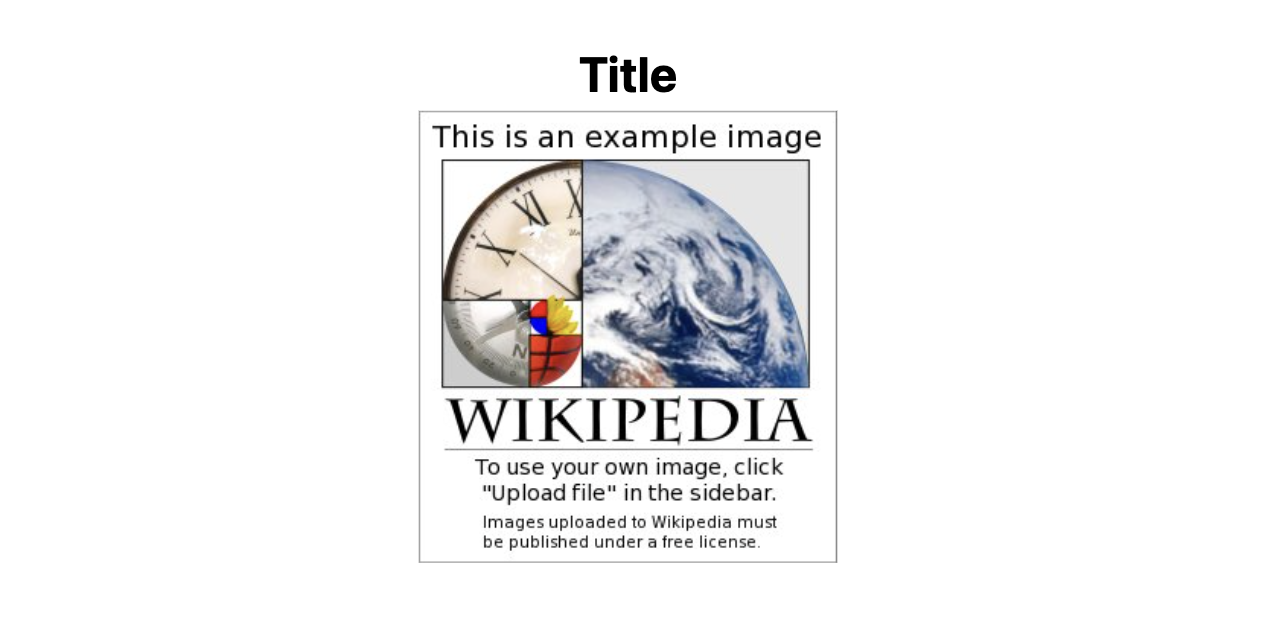 Title
This is an example image
WIKIPEDIA
To use your own image, click
"Upload file" in the sidebar.
Images uploaded to Wikipedia must
be published under a free license.